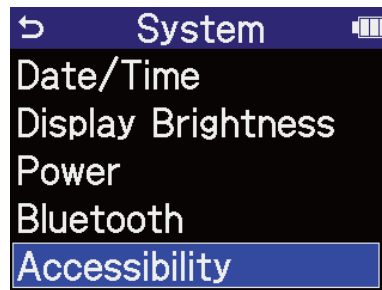 System
Date/Time
Display Brightness
Power
Bluetooth
Accessibility